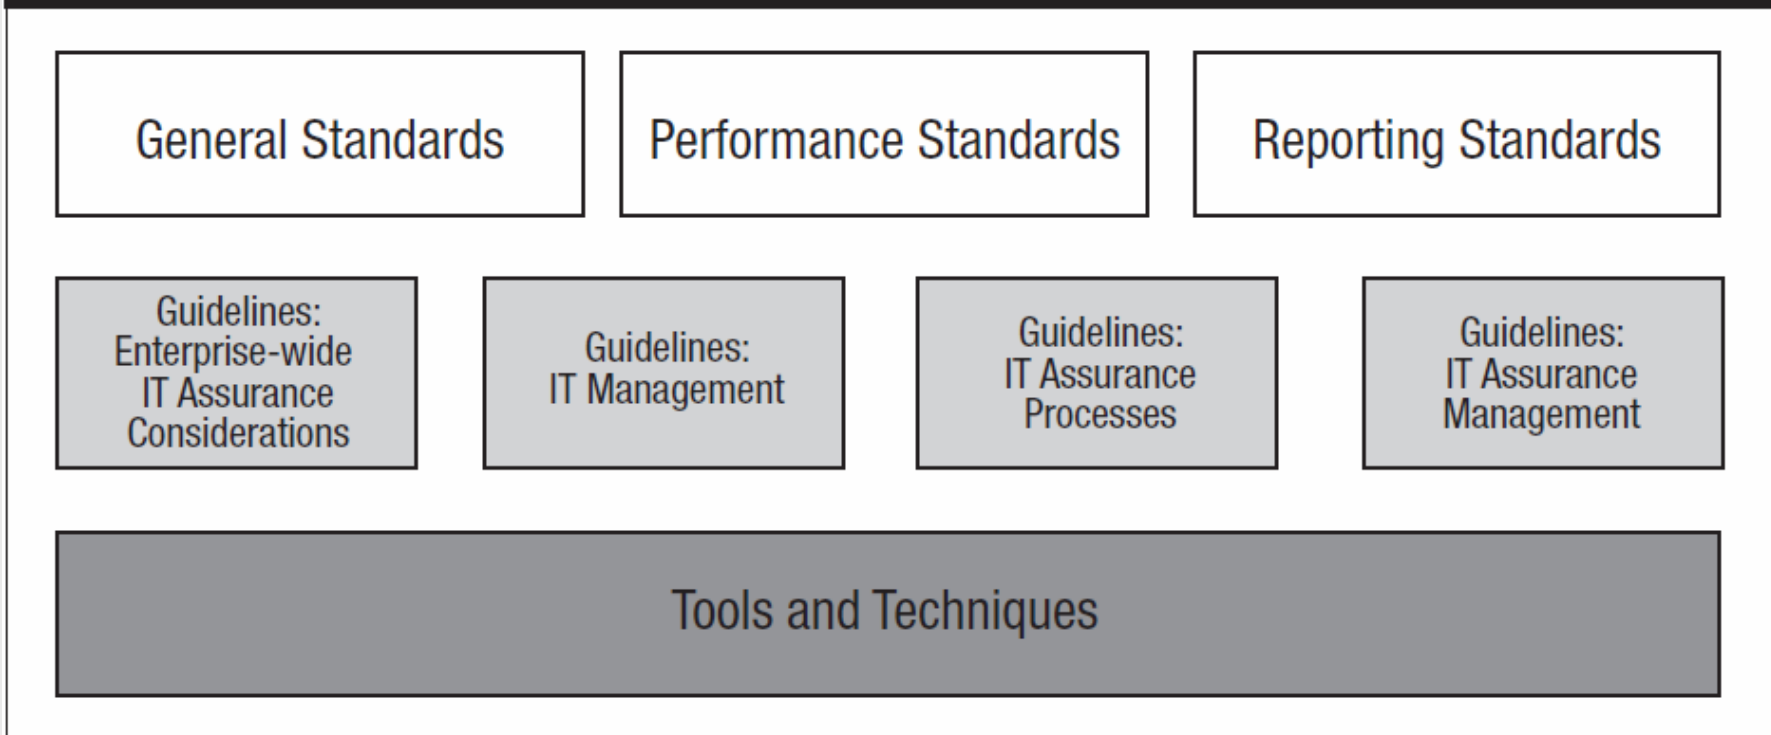 General Standards
Performance Standards
Reporting Standards
Guidelines:
Enterprise-wide
IT Assurance
Considerations
Guidelines:
IT Management
Guidelines:
IT Assurance
Processes
Guidelines:
IT Assurance
Management
Tools and Techniques